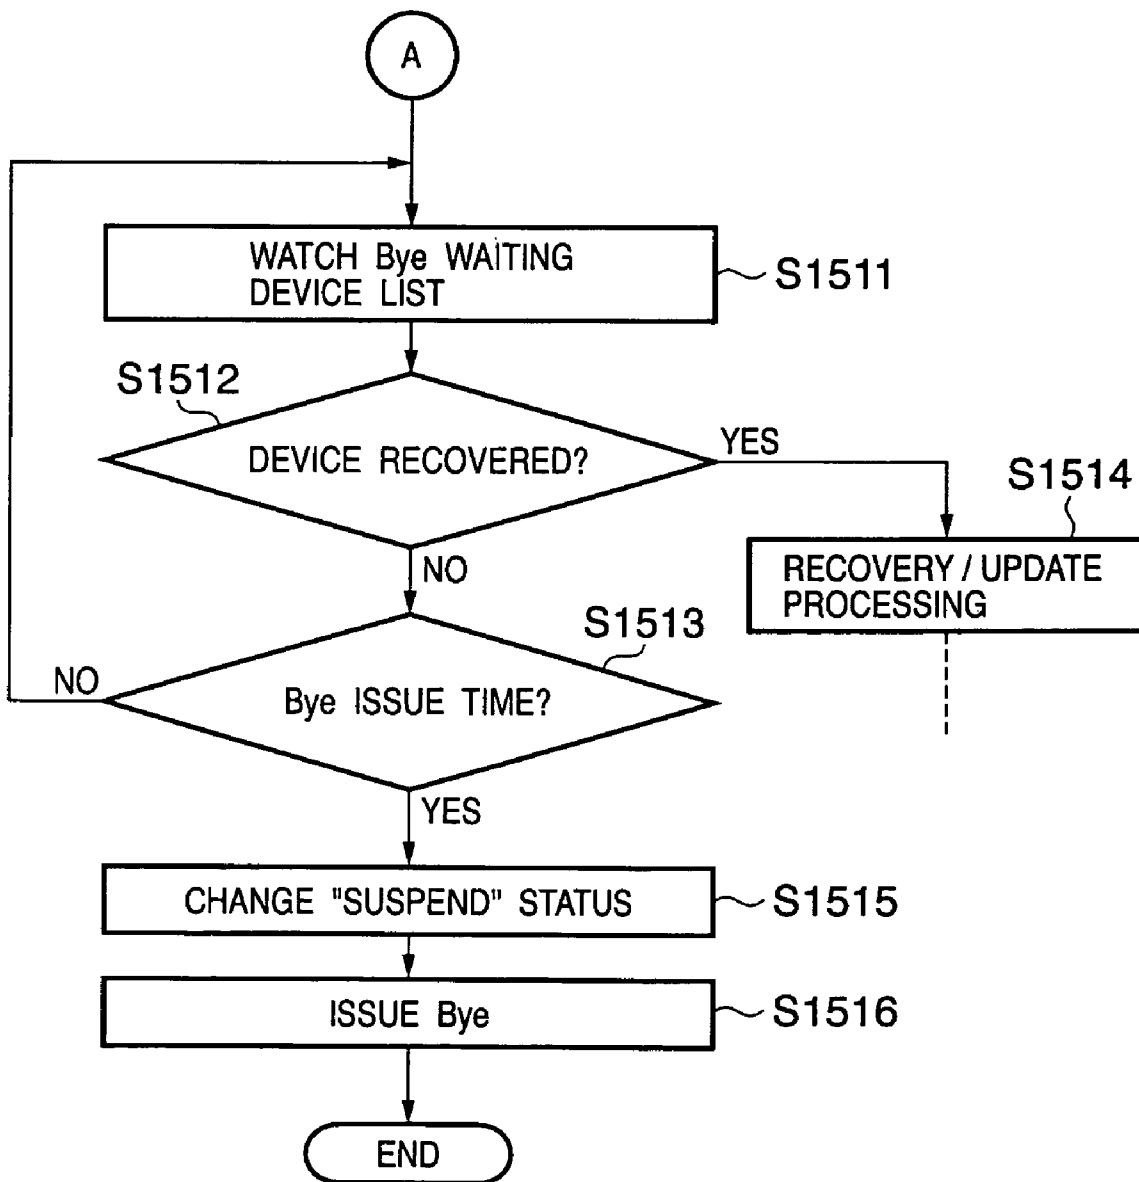 A
WATCH Bye WAITING
DEVICE LIST
S1511
S1512
DEVICE RECOVERED?
YES
S1514
NO
RECOVERY / UPDATE
PROCESSING
S1513
NO
Bye ISSUE TIME?
YES
CHANGE "SUSPEND" STATUS
S1515
ISSUE Bye
S1516
END